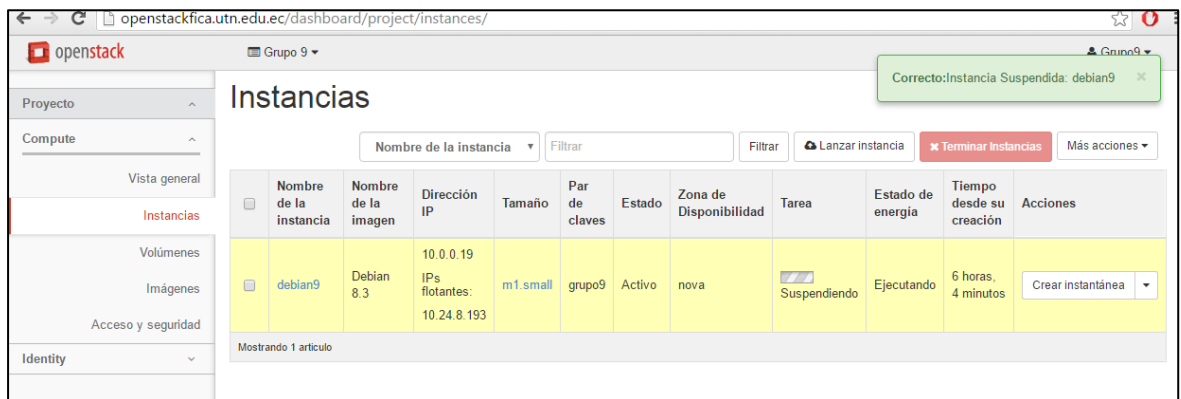 openstackfica.utn.edu.ec/dashboard/project/instances/
openstack
Grupo 9
Grupo9
Correcto:Instancia Suspendida: debian9 ×
Proyecto
Compute
Vista general
Instancias
Volúmenes
Imágenes
Acceso y seguridad
Identity
Instancias
Nombre de la instancia
Filtrar
Filtrar
Lanzar instancia
Terminar Instancias
Más acciones
Nombre
de la
instancia
Nombre
de la
imagen
Dirección
IP
Tamaño
Par
de
claves
Estado
Zona de
Disponibilidad
Tarea
Estado de
energía
Tiempo
desde su
creación
Acciones
debian9
Debian
8.3
10.0.0.19
IPs
flotantes:
10.24.8.193
m1.small
grupo9
Activo
nova
Suspendiendo
Ejecutando
6 horas,
4 minutos
Crear instantánea
Mostrando 1 articulo